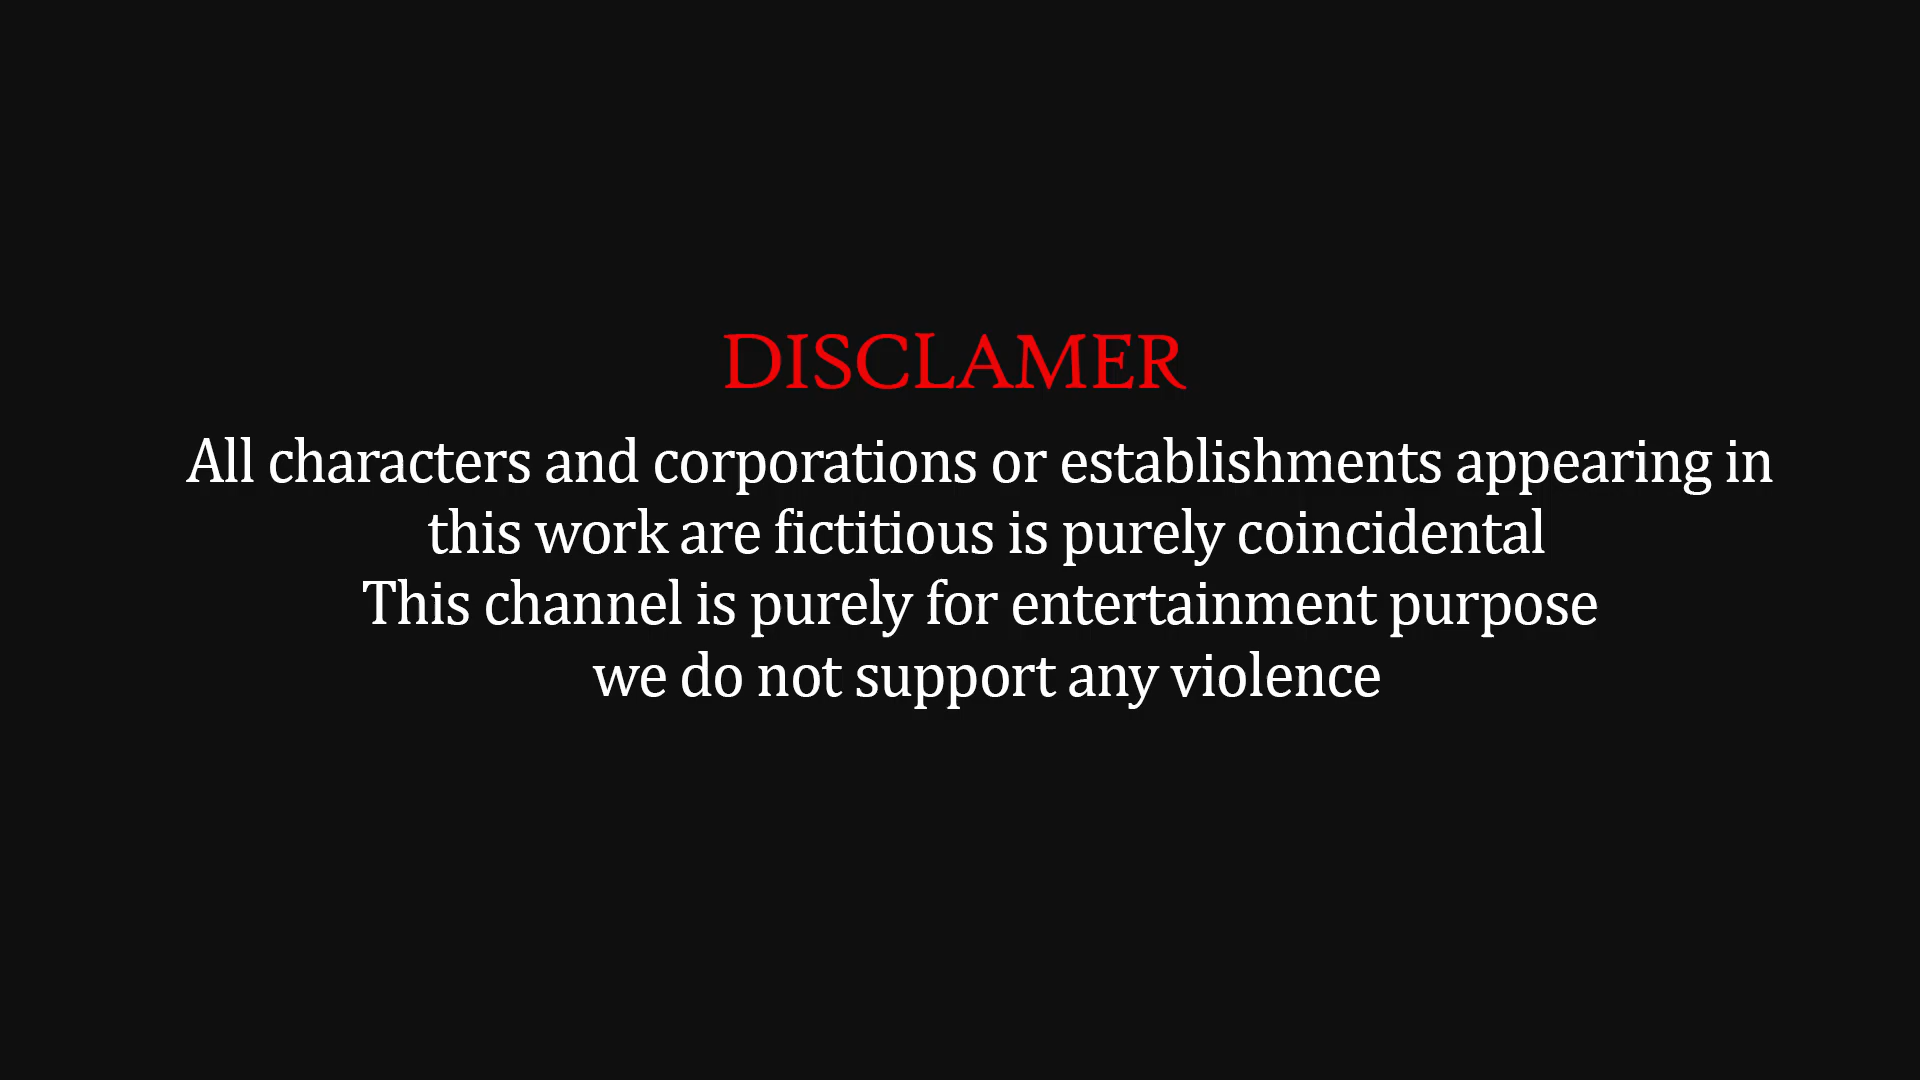 DISCLAMER
All characters and corporations or establishments appearing in
this work are fictitious is purely coincidental
This channel is purely for entertainment purpose
we do not support any violence